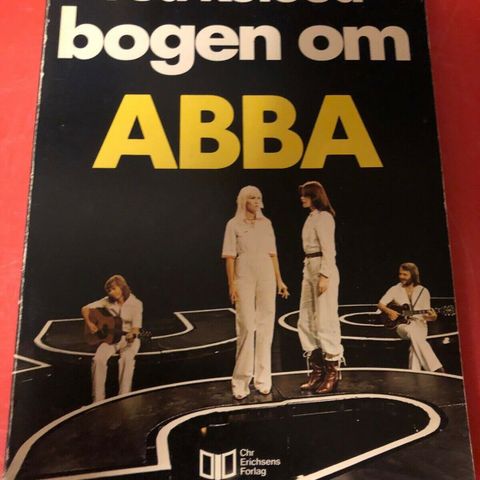 bogen om
ABBA
Chr
Erichsens
Forlag